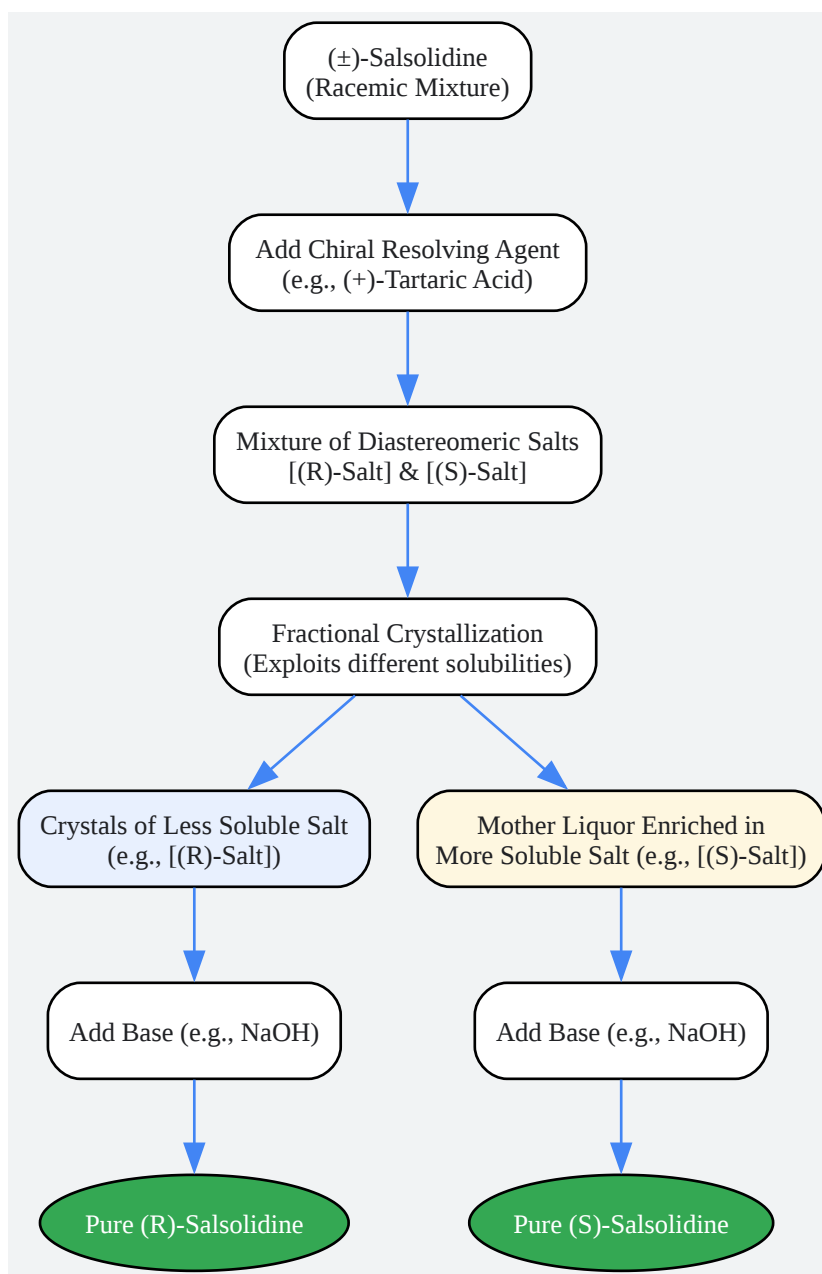 (±)-Salsolidine
(Racemic Mixture)
Add Chiral Resolving Agent
(e.g., (+)-Tartaric Acid)
Mixture of Diastereomeric Salts
[(R)-Salt] & [(S)-Salt]
Fractional Crystallization
(Exploits different solubilities)
Crystals of Less Soluble Salt
(e.g., [(R)-Salt])
Mother Liquor Enriched in
More Soluble Salt (e.g., [(S)-Salt])
Add Base (e.g., NaOH)
Add Base (e.g., NaOH)
Pure (R)-Salsolidine
Pure (S)-Salsolidine